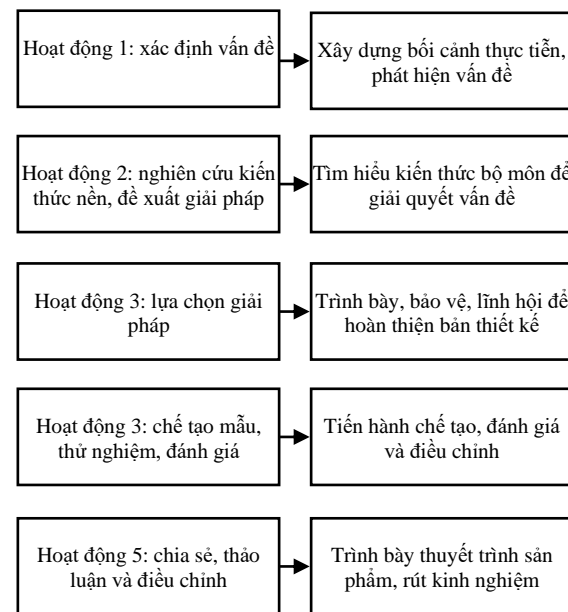 Hoạt động 1: xác định vấn đề
Xây dựng bối cảnh thực tiễn,
phát hiện vấn đề
Hoạt động 2: nghiên cứu kiến
thức nền, đề xuất giải pháp
Tìm hiểu kiến thức bộ môn để
giải quyết vấn đề
Hoạt động 3: lựa chọn giải
pháp
Trình bày, bảo vệ, lĩnh hội để
hoàn thiện bản thiết kế
Hoạt động 3: chế tạo mẫu,
thử nghiệm, đánh giá
Tiến hành chế tạo, đánh giá
và điều chỉnh
Hoạt động 5: chia sẻ, thảo
luận và điều chỉnh
Trình bày thuyết trình sản
phẩm, rút kinh nghiệm